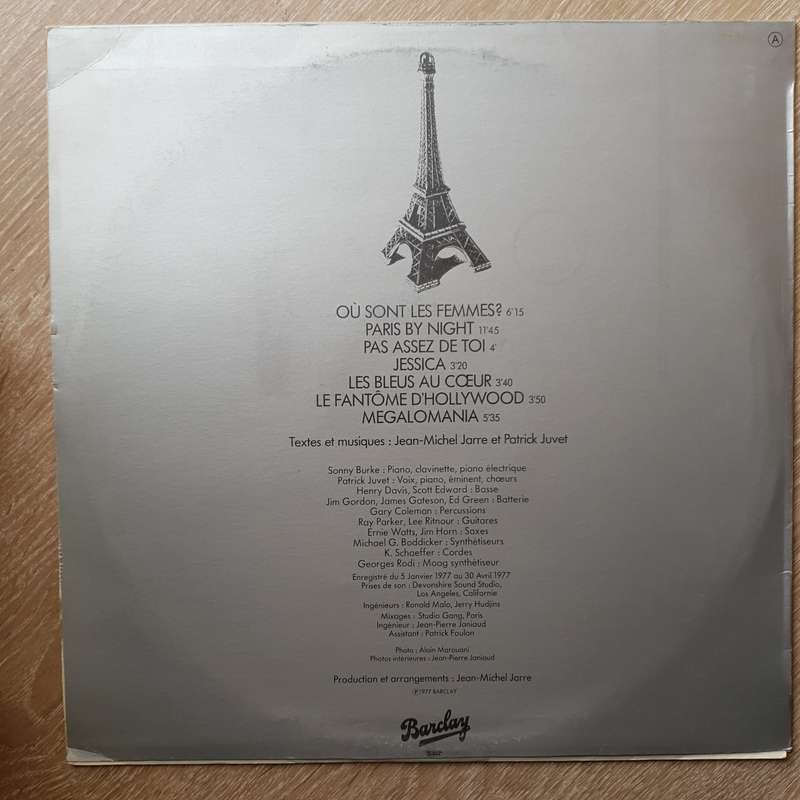 A
OÙ SONT LES FEMMES? 6'15
PARIS BY NIGHT 11'45
PAS ASSEZ DE TOI 4'
JESSICA 3'20
LES BLEUS AU CŒUR 3'40
LE FANTÔME D'HOLLYWOOD 3'50
MEGALOMANIA 5'35
Textes et musiques : Jean-Michel Jarre et Patrick Juvet
Sonny Burke : Piano, clavinette, piano électrique
Patrick Juvet : Voix, piano, éminent, chœurs
Henry Davis, Scott Edward : Basse
Jim Gordon, James Gateson, Ed Green : Batterie
Gary Coleman : Percussions
Ray Parker, Lee Ritnour : Guitares
Ernie Watts, Jim Horn : Saxes
Michael G. Boddicker : Synthétiseurs
K. Schaeffer : Cordes
Georges Rodi : Moog synthétiseur
Enregistré du 5 Janvier 1977 au 30 Avril 1977
Prises de son : Devonshire Sound Studio,
Los Angeles, Californie
Ingénieurs : Ronald Malo, Jerry Hudjins
Mixages : Studio Gang, Paris
Ingénieur : Jean-Pierre Janiaud
Assistant : Patrick Foulon
Photo : Alain Marouani
Photos intérieures : Jean-Pierre Janiaud
Production et arrangements : Jean-Michel Jarre
℗ 1977 BARCLAY
Barclay